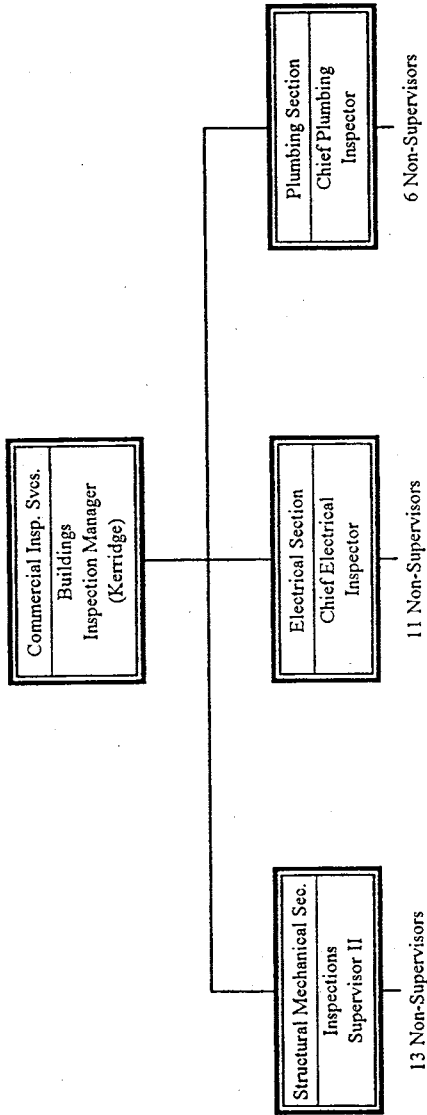 Commercial Insp. Svcs.
Buildings
Inspection Manager
(Kerridge)
Structural Mechanical Sec.
Inspections
Supervisor II
13 Non-Supervisors
Electrical Section
Chief Electrical
Inspector
11 Non-Supervisors
Plumbing Section
Chief Plumbing
Inspector
6 Non-Supervisors